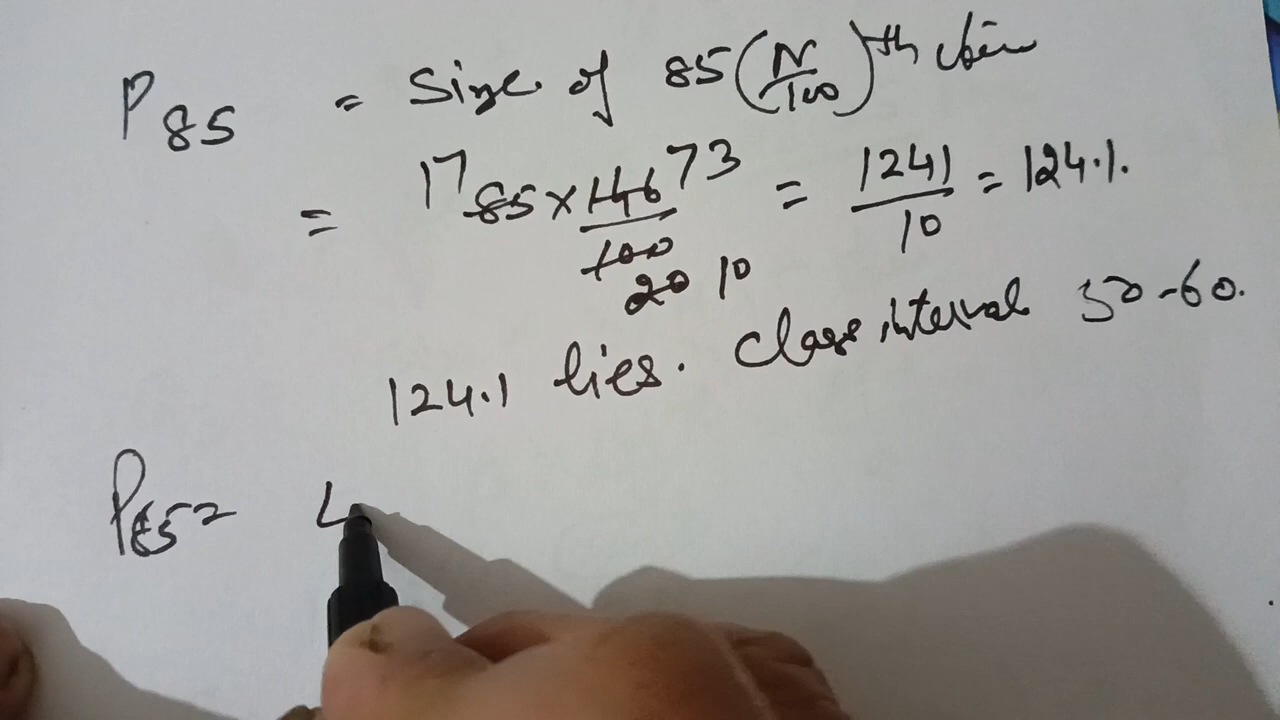 P85 = Size of 85(N/100)th item
= 17 85 × 146 73 / 100 20 10 = 1241/10 = 124.1.
124.1 lies. Class interval 50-60.
P85 = L